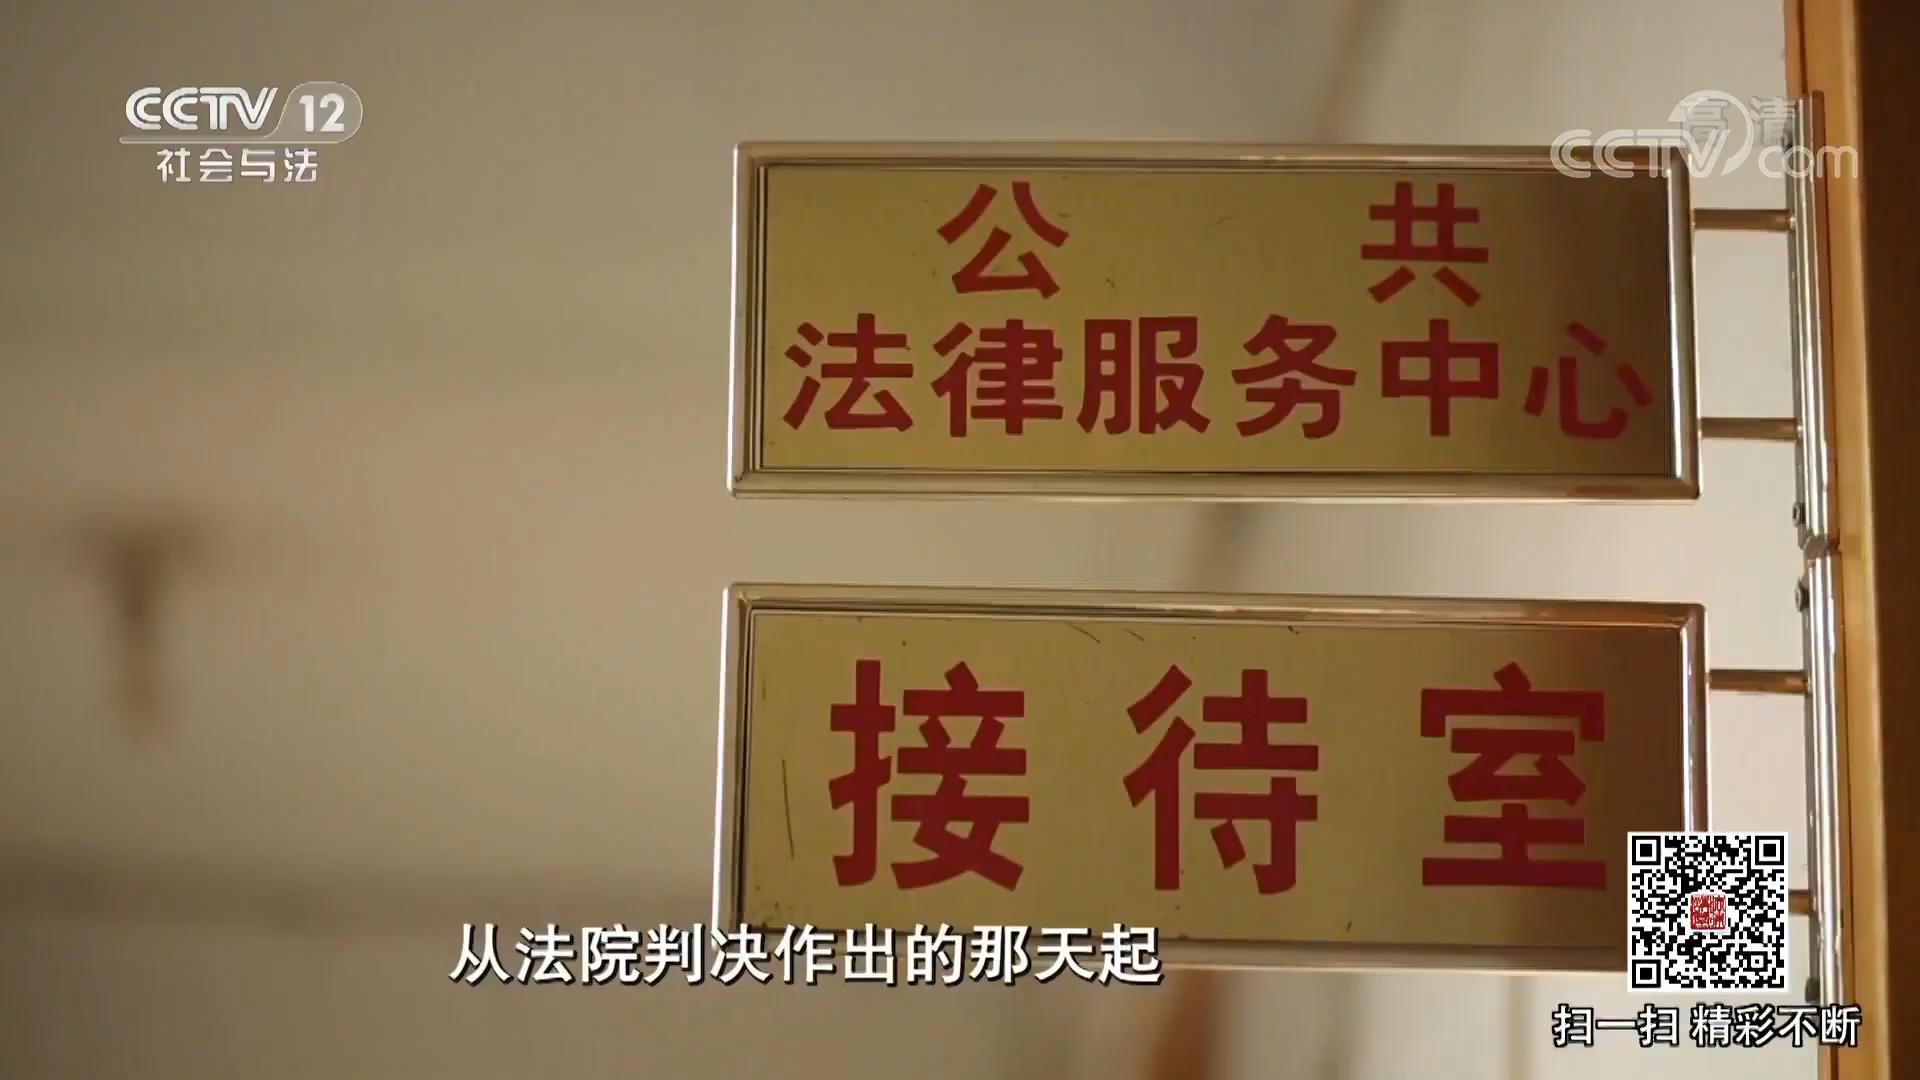 CCTV 12
社会与法
高清
CCTV.com
公共
法律服务中心
接待室
从法院判决作出的那天起
扫一扫 精彩不断